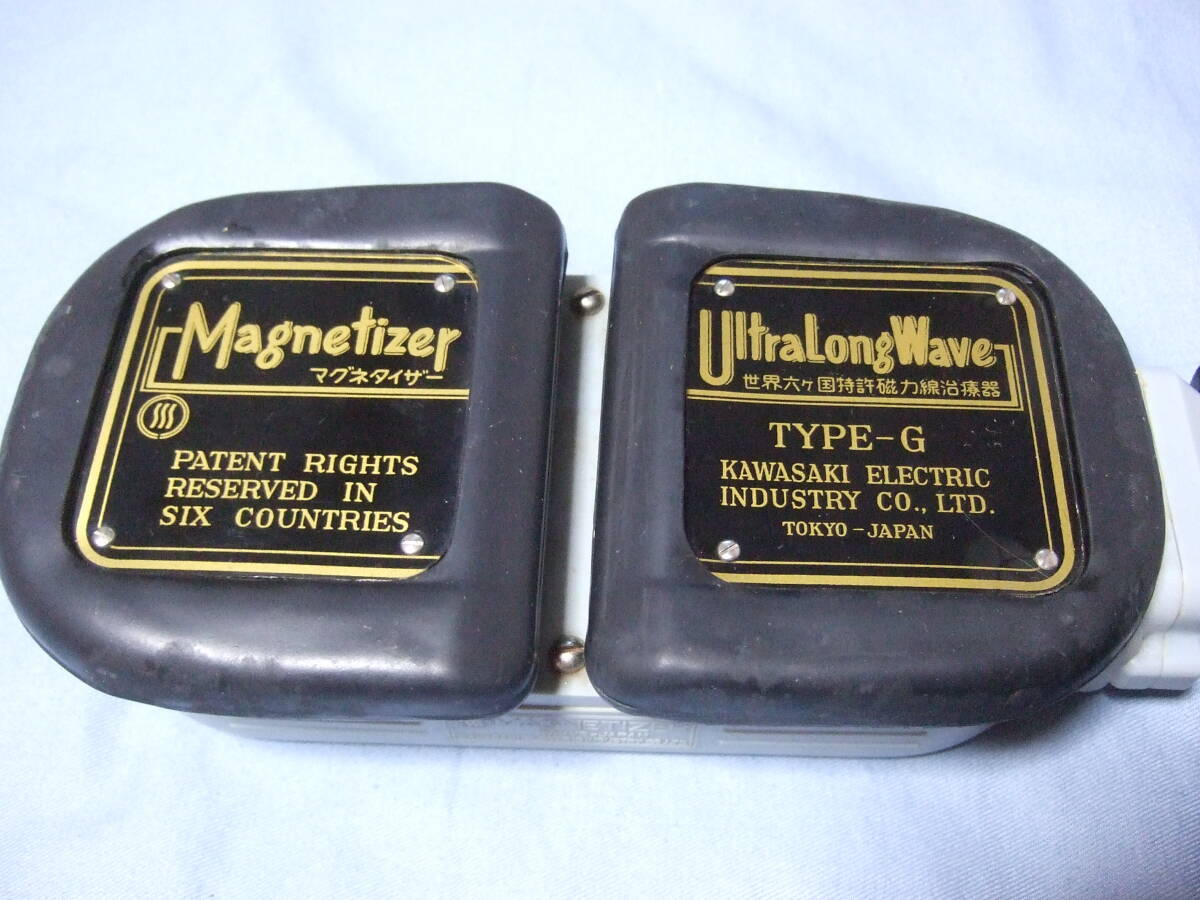 Magnetizer
マグネタイザー
PATENT RIGHTS
RESERVED IN
SIX COUNTRIES
UltraLongWave
世界六ヶ国特許磁力線治療器
TYPE-G
KAWASAKI ELECTRIC
INDUSTRY CO., LTD.
TOKYO-JAPAN